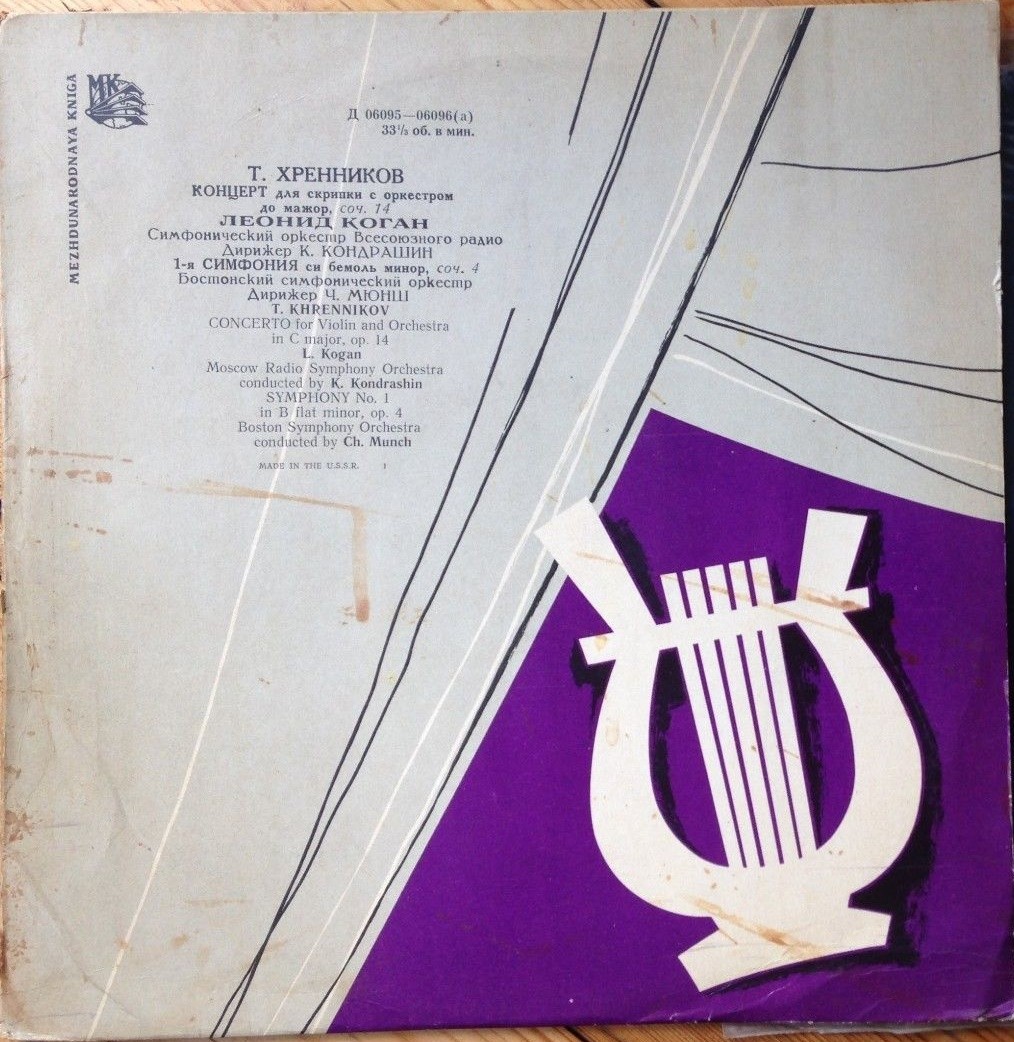 MEZHDUNARODNAYA KNIGA
МК
Д 06095—06096(а)
33⅓ об. в мин.
Т. ХРЕННИКОВ
КОНЦЕРТ для скрипки с оркестром
до мажор, соч. 14
ЛЕОНИД КОГАН
Симфонический оркестр Всесоюзного радио
Дирижер К. КОНДРАШИН
1-я СИМФОНИЯ си бемоль минор, соч. 4
Бостонский симфонический оркестр
Дирижер Ч. МЮНШ
T. KHRENNIKOV
CONCERTO for Violin and Orchestra
in C major, op. 14
L. Kogan
Moscow Radio Symphony Orchestra
conducted by K. Kondrashin
SYMPHONY No. 1
in B flat minor, op. 4
Boston Symphony Orchestra
conducted by Ch. Munch
MADE IN THE U.S.S.R. 1